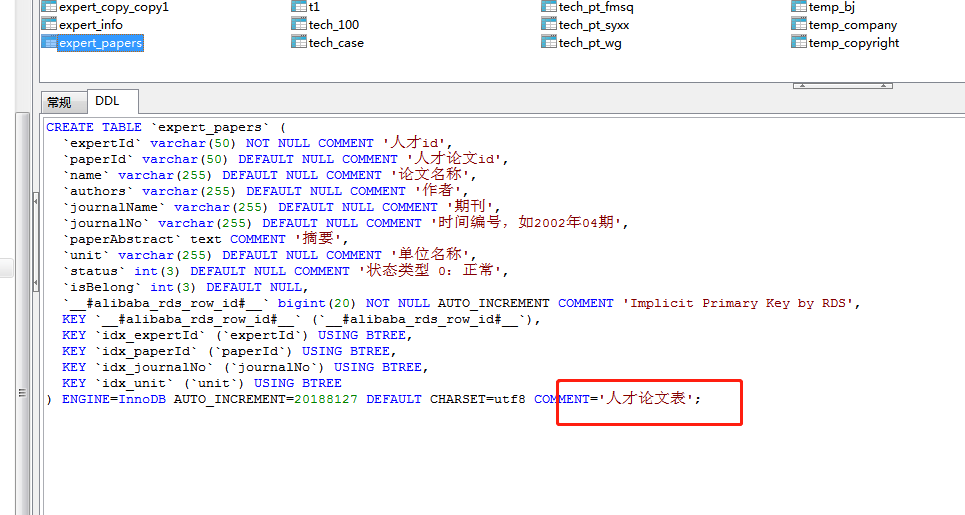 expert_copy_copy1 t1 tech_pt_fmsq temp_bj
expert_info tech_100 tech_pt_syxx temp_company
expert_papers tech_case tech_pt_wg temp_copyright
常规 DDL
CREATE TABLE `expert_papers` (
`expertId` varchar(50) NOT NULL COMMENT '人才id',
`paperId` varchar(50) DEFAULT NULL COMMENT '人才论文id',
`name` varchar(255) DEFAULT NULL COMMENT '论文名称',
`authors` varchar(255) DEFAULT NULL COMMENT '作者',
`journalName` varchar(255) DEFAULT NULL COMMENT '期刊',
`journalNo` varchar(255) DEFAULT NULL COMMENT '时间编号，如2002年04期',
`paperAbstract` text COMMENT '摘要',
`unit` varchar(255) DEFAULT NULL COMMENT '单位名称',
`status` int(3) DEFAULT NULL COMMENT '状态类型 0：正常',
`isBelong` int(3) DEFAULT NULL,
`__#alibaba_rds_row_id#__` bigint(20) NOT NULL AUTO_INCREMENT COMMENT 'Implicit Primary Key by RDS',
KEY `__#alibaba_rds_row_id#__` (`__#alibaba_rds_row_id#__`),
KEY `idx_expertId` (`expertId`) USING BTREE,
KEY `idx_paperId` (`paperId`) USING BTREE,
KEY `idx_journalNo` (`journalNo`) USING BTREE,
KEY `idx_unit` (`unit`) USING BTREE
) ENGINE=InnoDB AUTO_INCREMENT=20188127 DEFAULT CHARSET=utf8 COMMENT='人才论文表';